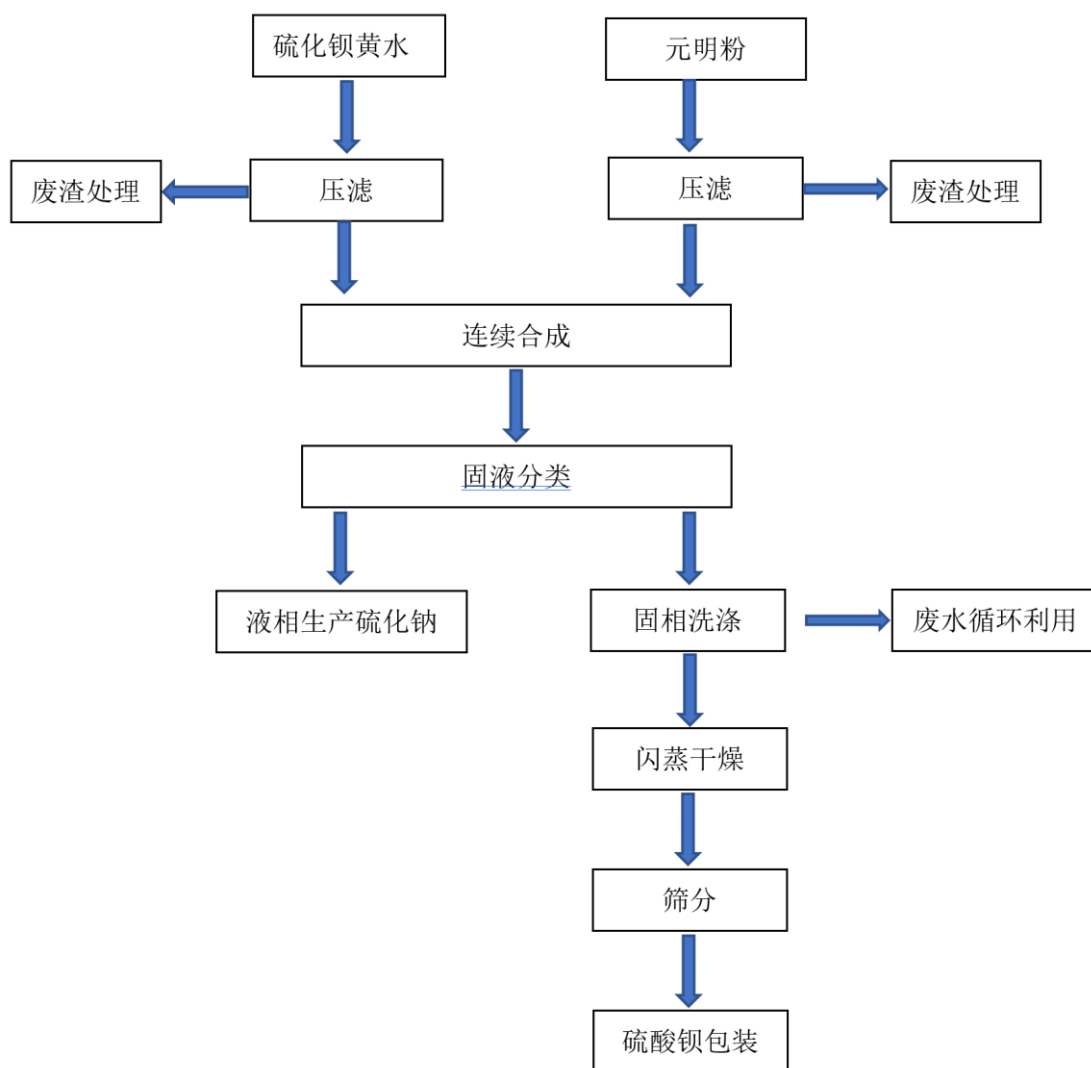 硫化钡黄水
元明粉
废渣处理
压滤
压滤
废渣处理
连续合成
固液分类
液相生产硫化钠
固相洗涤
废水循环利用
闪蒸干燥
筛分
硫酸钡包装